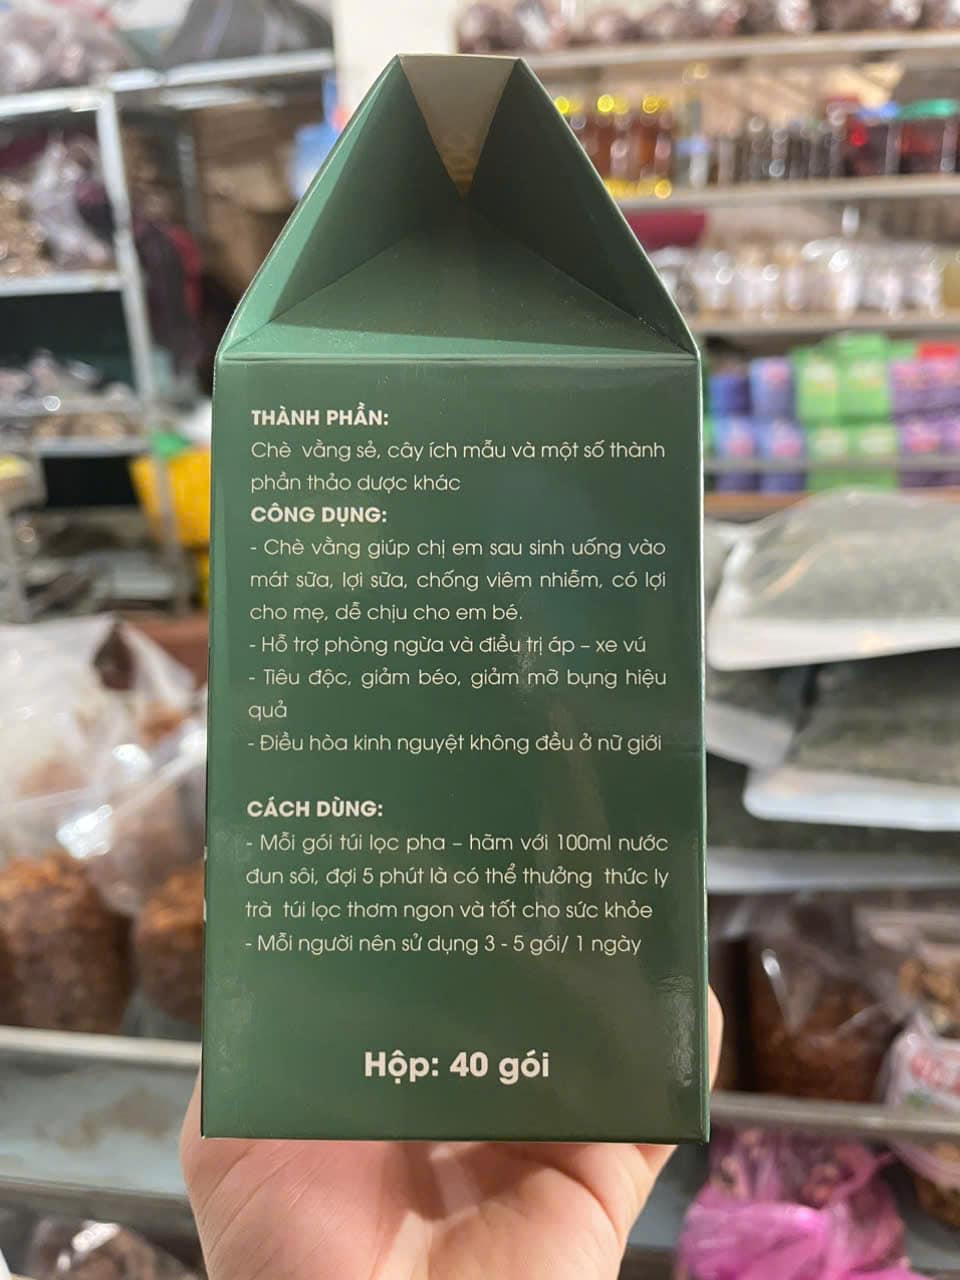 THÀNH PHẦN:
Chè vằng sẻ, cây ích mẫu và một số thành
phần thảo dược khác
CÔNG DỤNG:
- Chè vằng giúp chị em sau sinh uống vào
mát sữa, lợi sữa, chống viêm nhiễm, có lợi
cho mẹ, dễ chịu cho em bé.
- Hỗ trợ phòng ngừa và điều trị áp – xe vú
- Tiêu độc, giảm béo, giảm mỡ bụng hiệu
quả
- Điều hòa kinh nguyệt không đều ở nữ giới
CÁCH DÙNG:
- Mỗi gói túi lọc pha – hãm với 100ml nước
đun sôi, đợi 5 phút là có thể thưởng thức ly
trà túi lọc thơm ngon và tốt cho sức khỏe
- Mỗi người nên sử dụng 3 - 5 gói/ 1 ngày
Hộp: 40 gói